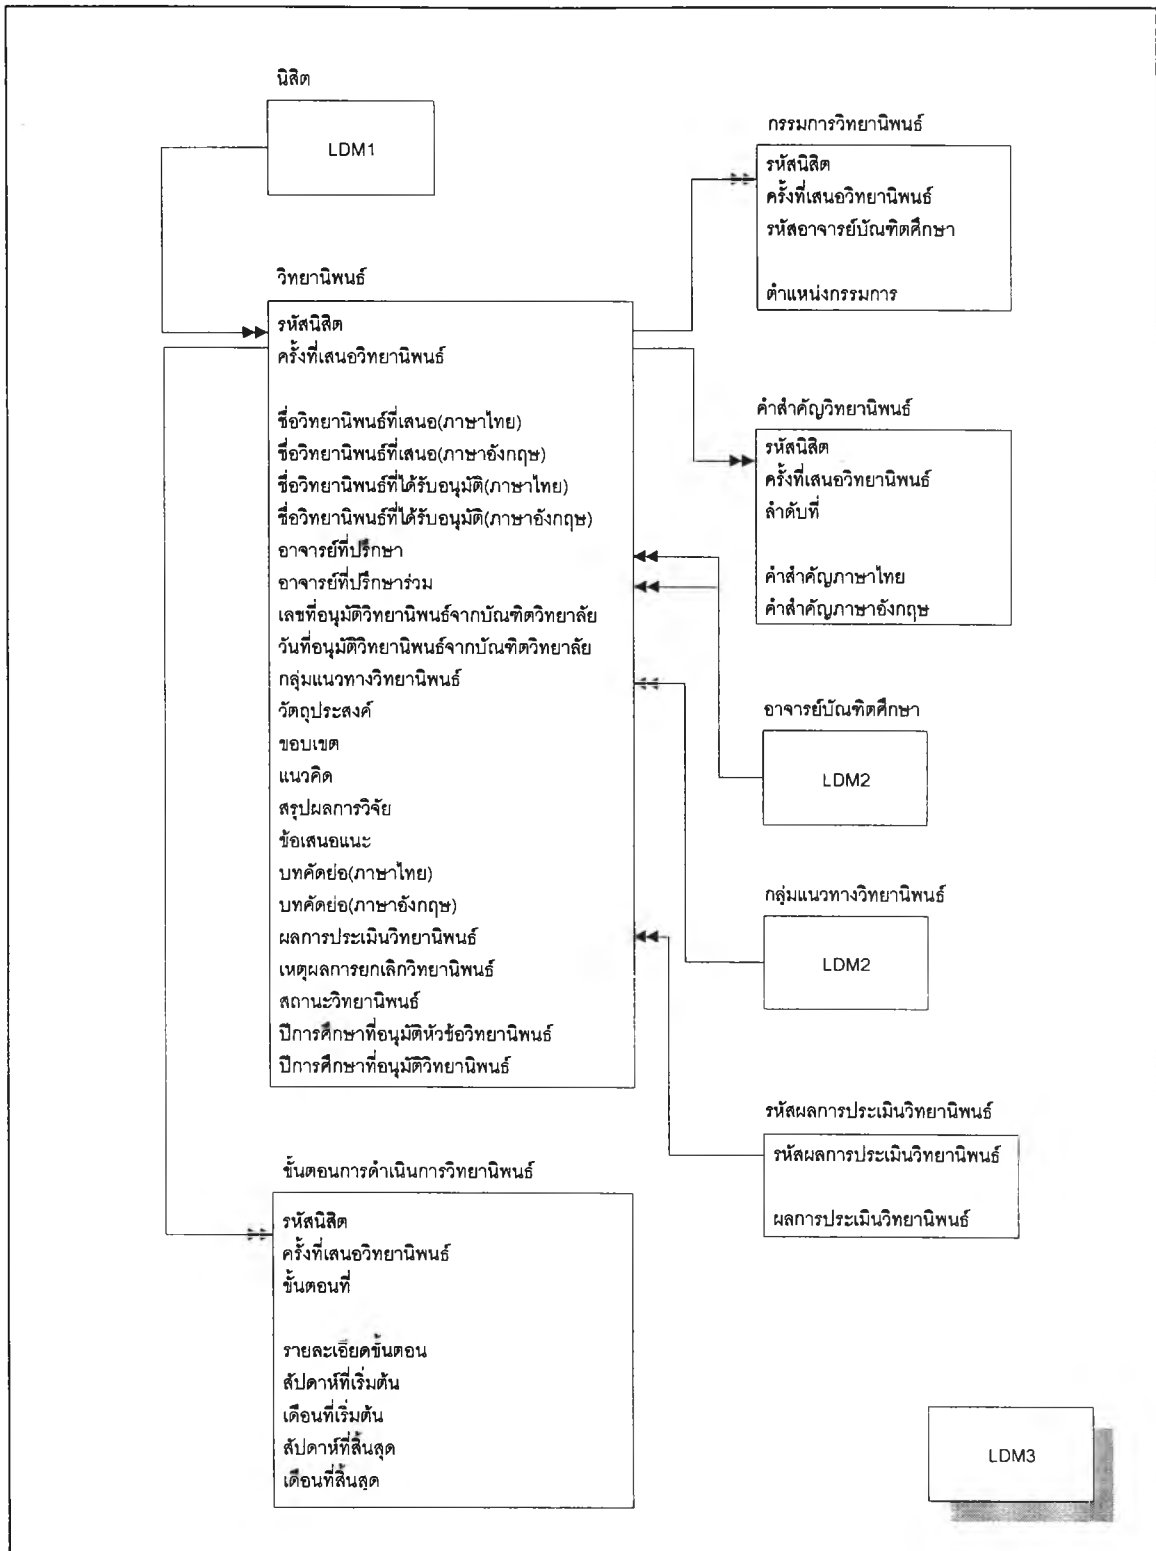 นิสิต
LDM1
วิทยานิพนธ์
รหัสนิสิต
ครั้งที่เสนอวิทยานิพนธ์
ชื่อวิทยานิพนธ์ที่เสนอ(ภาษาไทย)
ชื่อวิทยานิพนธ์ที่เสนอ(ภาษาอังกฤษ)
ชื่อวิทยานิพนธ์ที่ได้รับอนุมัติ(ภาษาไทย)
ชื่อวิทยานิพนธ์ที่ได้รับอนุมัติ(ภาษาอังกฤษ)
อาจารย์ที่ปรึกษา
อาจารย์ที่ปรึกษาร่วม
เลขที่อนุมัติวิทยานิพนธ์จากบัณฑิตวิทยาลัย
วันที่อนุมัติวิทยานิพนธ์จากบัณฑิตวิทยาลัย
กลุ่มแนวทางวิทยานิพนธ์
วัตถุประสงค์
ขอบเขต
แนวคิด
สรุปผลการวิจัย
ข้อเสนอแนะ
บทคัดย่อ(ภาษาไทย)
บทคัดย่อ(ภาษาอังกฤษ)
ผลการประเมินวิทยานิพนธ์
เหตุผลการยกเลิกวิทยานิพนธ์
สถานะวิทยานิพนธ์
ปีการศึกษาที่อนุมัติหัวข้อวิทยานิพนธ์
ปีการศึกษาที่อนุมัติวิทยานิพนธ์
ขั้นตอนการดำเนินการวิทยานิพนธ์
รหัสนิสิต
ครั้งที่เสนอวิทยานิพนธ์
ขั้นตอนที่
รายละเอียดขั้นตอน
สัปดาห์ที่เริ่มต้น
เดือนที่เริ่มต้น
สัปดาห์ที่สิ้นสุด
เดือนที่สิ้นสุด
กรรมการวิทยานิพนธ์
รหัสนิสิต
ครั้งที่เสนอวิทยานิพนธ์
รหัสอาจารย์บัณฑิตศึกษา
ตำแหน่งกรรมการ
คำสำคัญวิทยานิพนธ์
รหัสนิสิต
ครั้งที่เสนอวิทยานิพนธ์
ลำดับที่
คำสำคัญภาษาไทย
คำสำคัญภาษาอังกฤษ
อาจารย์บัณฑิตศึกษา
LDM2
กลุ่มแนวทางวิทยานิพนธ์
LDM2
รหัสผลการประเมินวิทยานิพนธ์
รหัสผลการประเมินวิทยานิพนธ์
ผลการประเมินวิทยานิพนธ์
LDM3